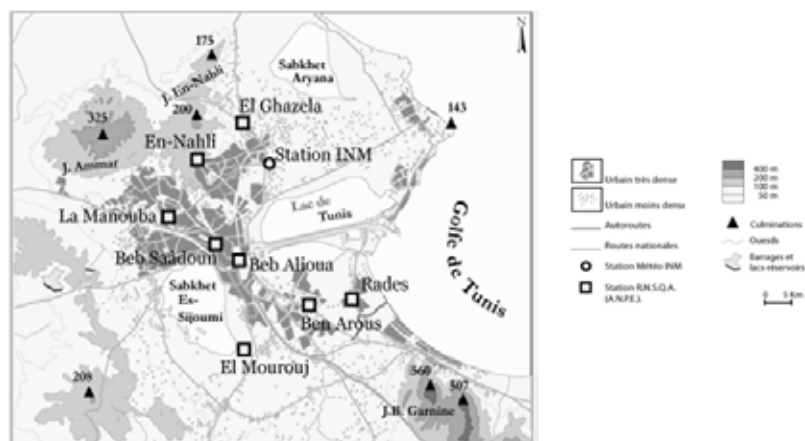 175
N
Sabkhet
Aryana
J. En-Nahli
200
El Ghazela
143
325
En-Nahli
Station INM
J. Ammar
La Manouba
Lac de
Tunis
Golfe de Tunis
Beb Saâdoun
Beb Alioua
Sabkhet
Es-
Sijoumi
Rades
Ben Arous
El Mourouj
208
560
507
J.B. Garnine
Urbain très dense
Urbain moins dense
Autoroutes
Routes nationales
Station Météo INM
Station R.N.S.Q.A.
(A.N.P.E.).
400 m
200 m
100 m
50 m
Culminations
Oueds
Barrages et
lacs-réservoirs
0 5 Km